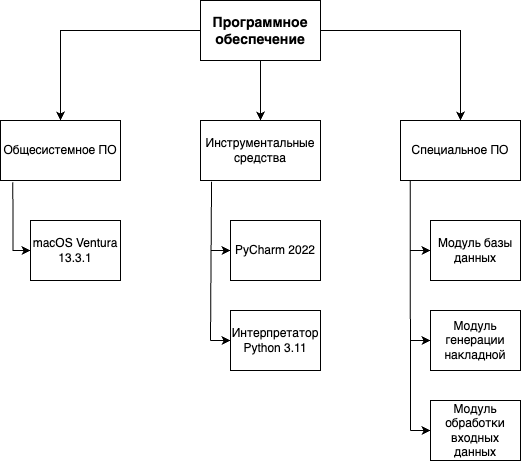 Программное
обеспечение
Общесистемное ПО
Инструментальные
средства
Специальное ПО
macOS Ventura
13.3.1
PyCharm 2022
Модуль базы
данных
Интерпретатор
Python 3.11
Модуль
генерации
накладной
Модуль
обработки
входных
данных